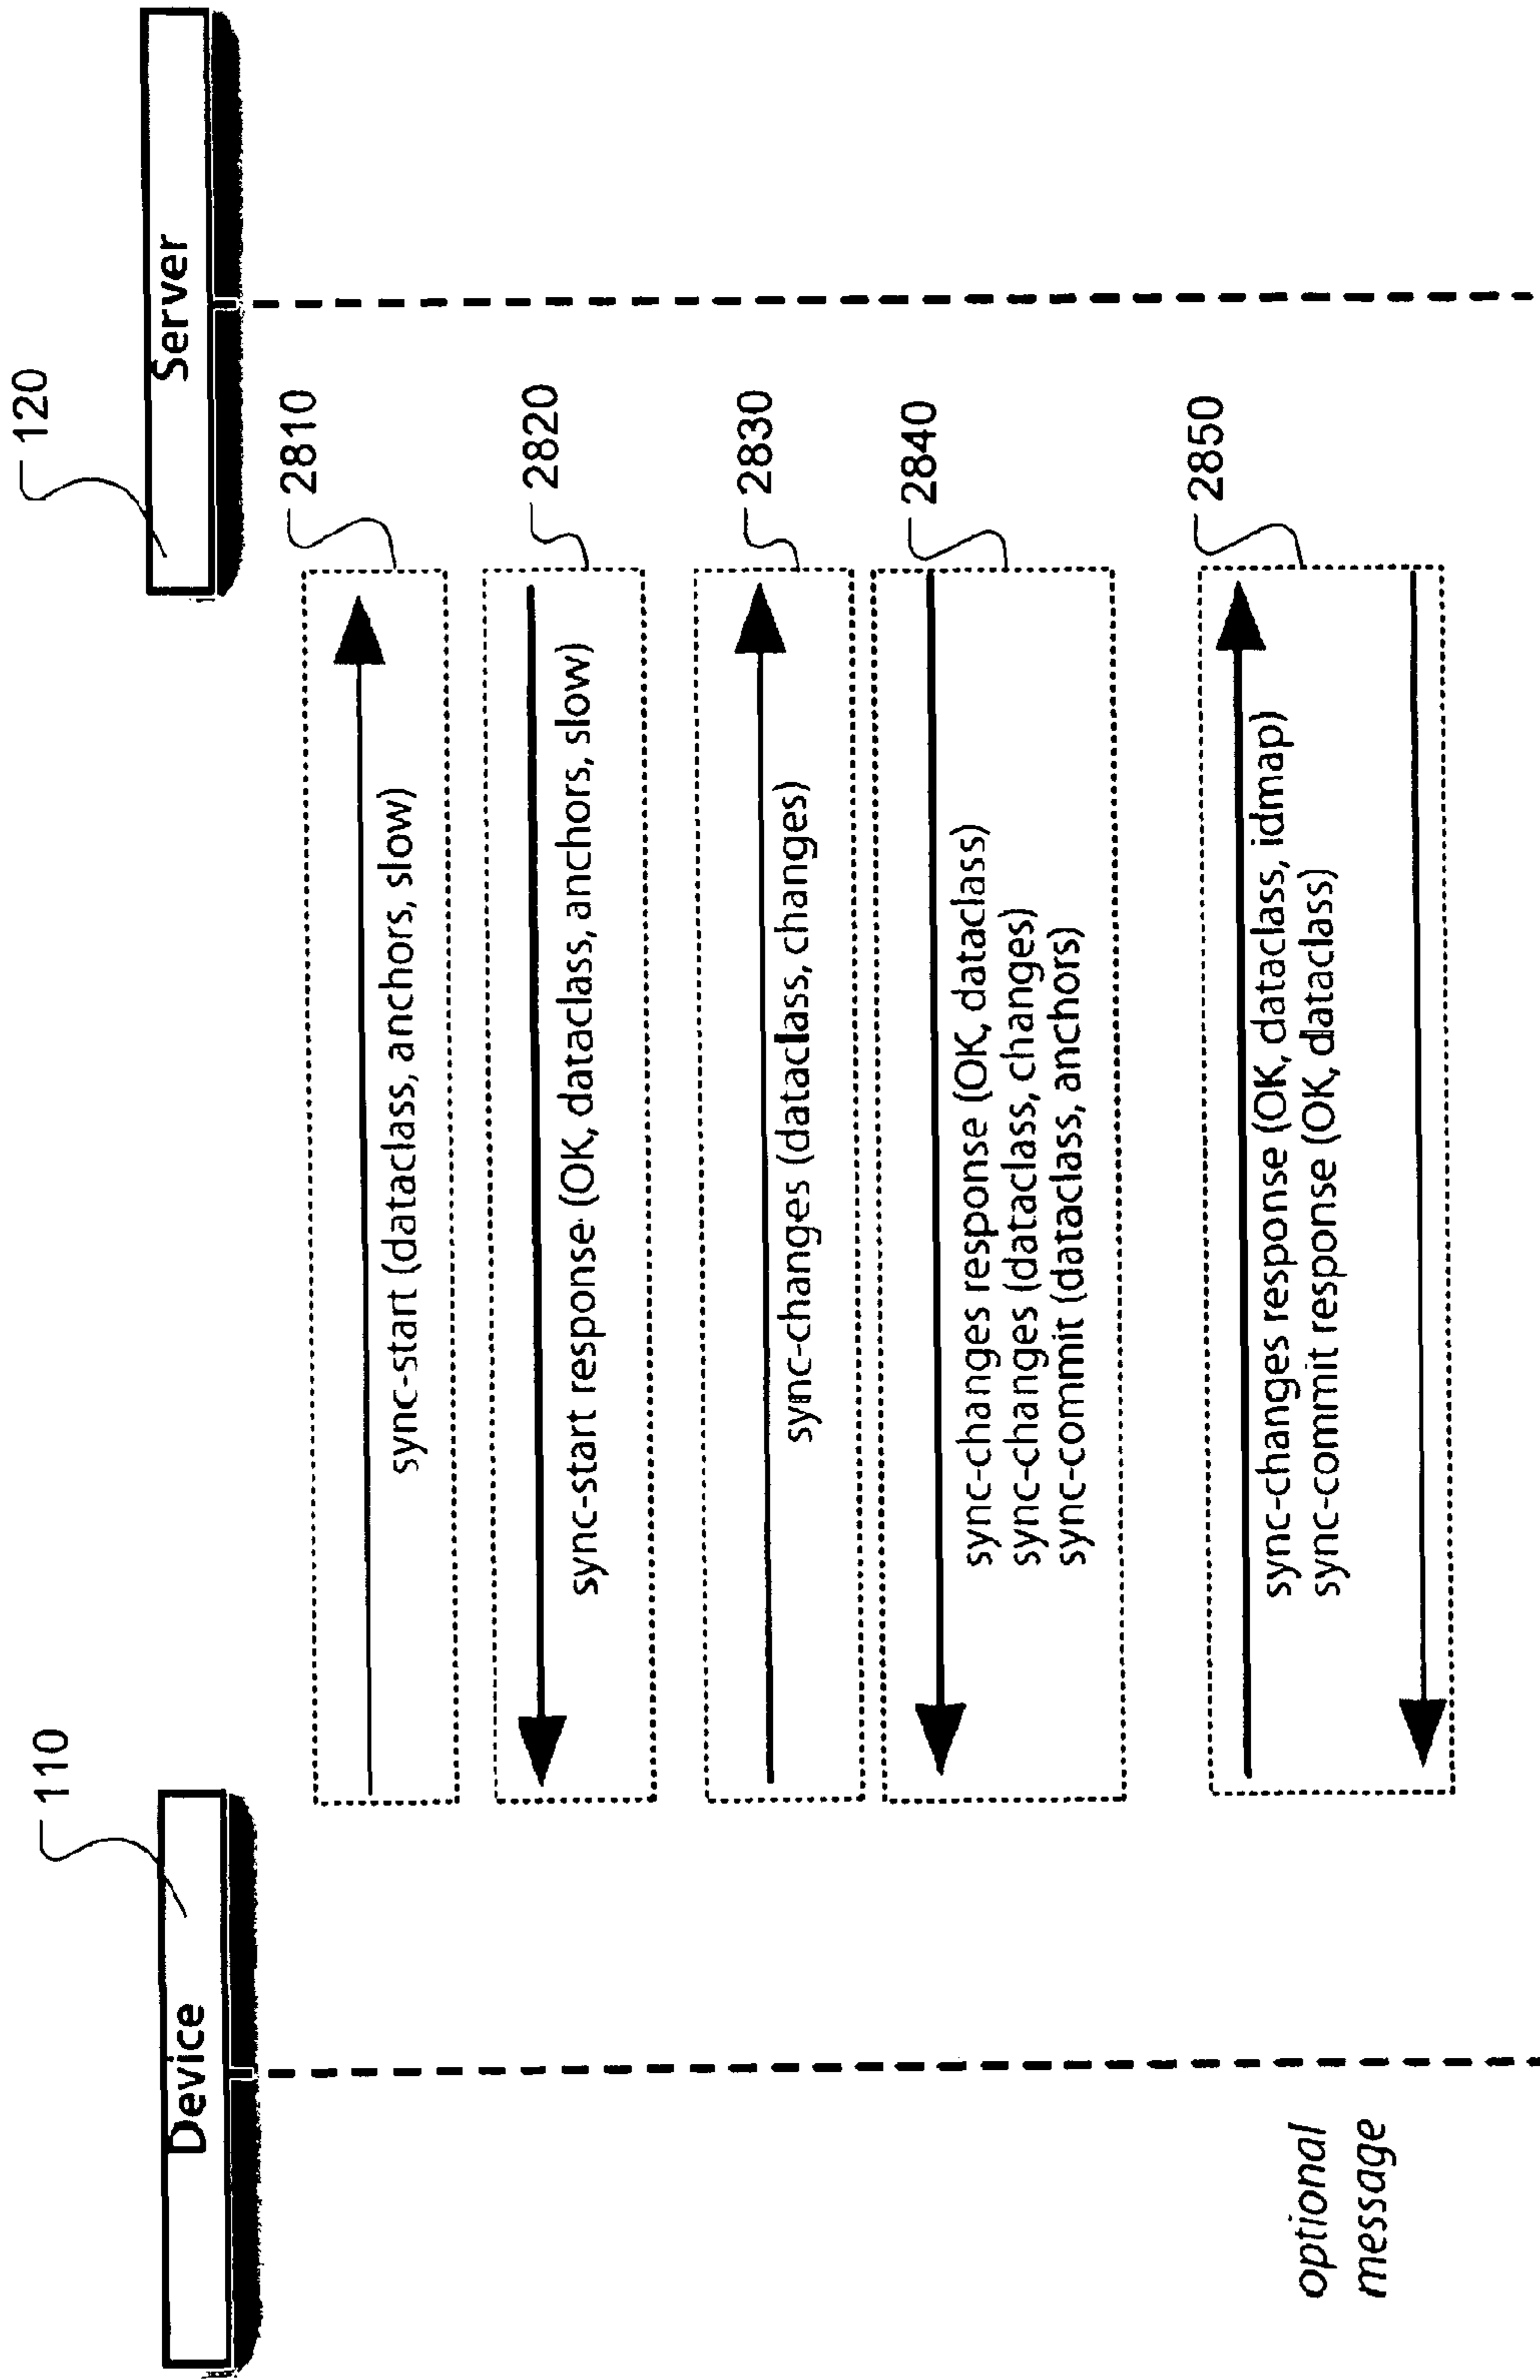 110
120
Device
Server
2810
sync-start (dataclass, anchors, slow)
2820
sync-start response (OK, dataclass, anchors, slow)
2830
sync-changes (dataclass, changes)
2840
sync-changes response (OK, dataclass)
sync-changes (dataclass, changes)
sync-commit (dataclass, anchors)
2850
optional
message
sync-changes response (OK, dataclass, idmap)
sync-commit response (OK, dataclass)